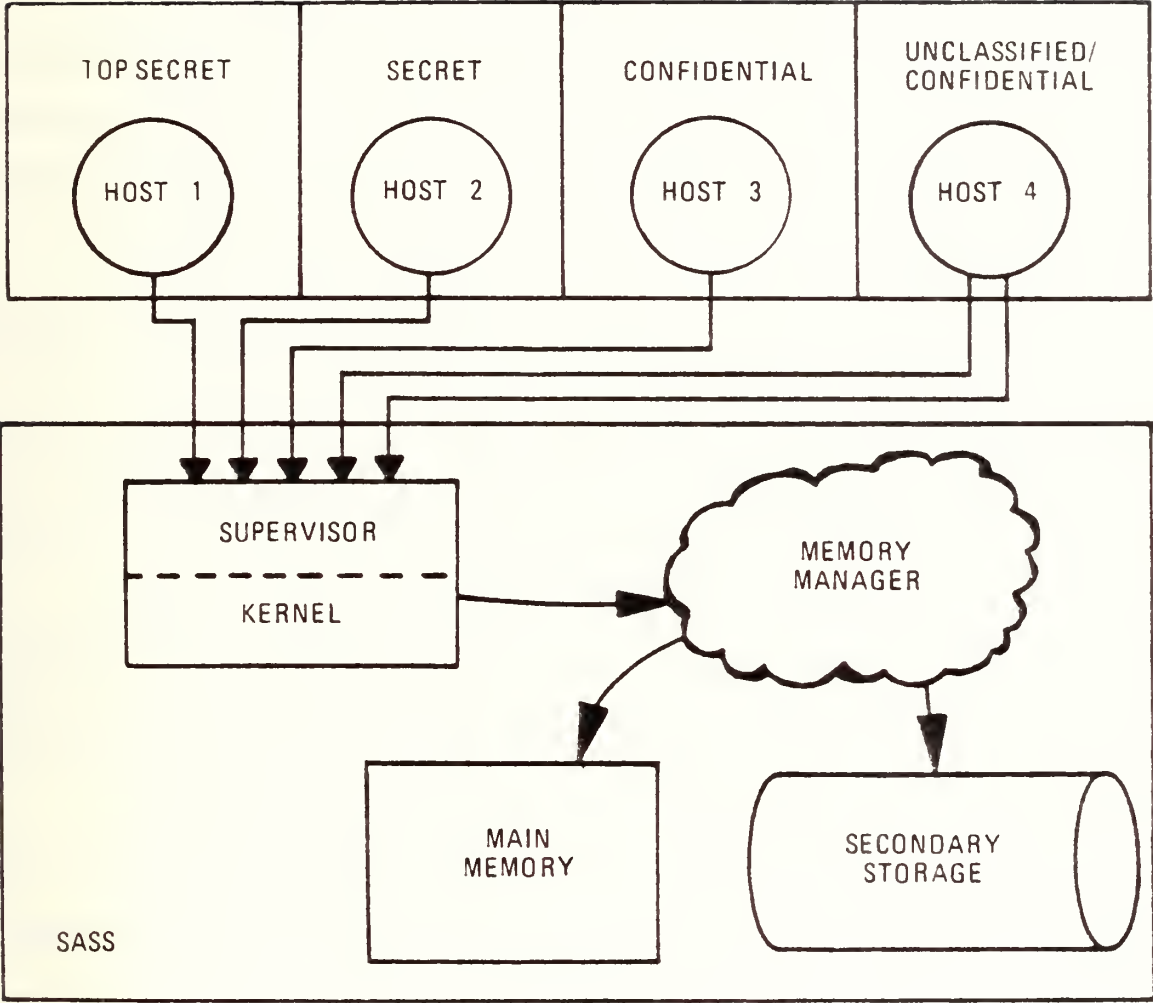 TOP SECRET
SECRET
CONFIDENTIAL
UNCLASSIFIED/
CONFIDENTIAL
HOST 1
HOST 2
HOST 3
HOST 4
SUPERVISOR
KERNEL
MEMORY
MANAGER
MAIN
MEMORY
SECONDARY
STORAGE
SASS